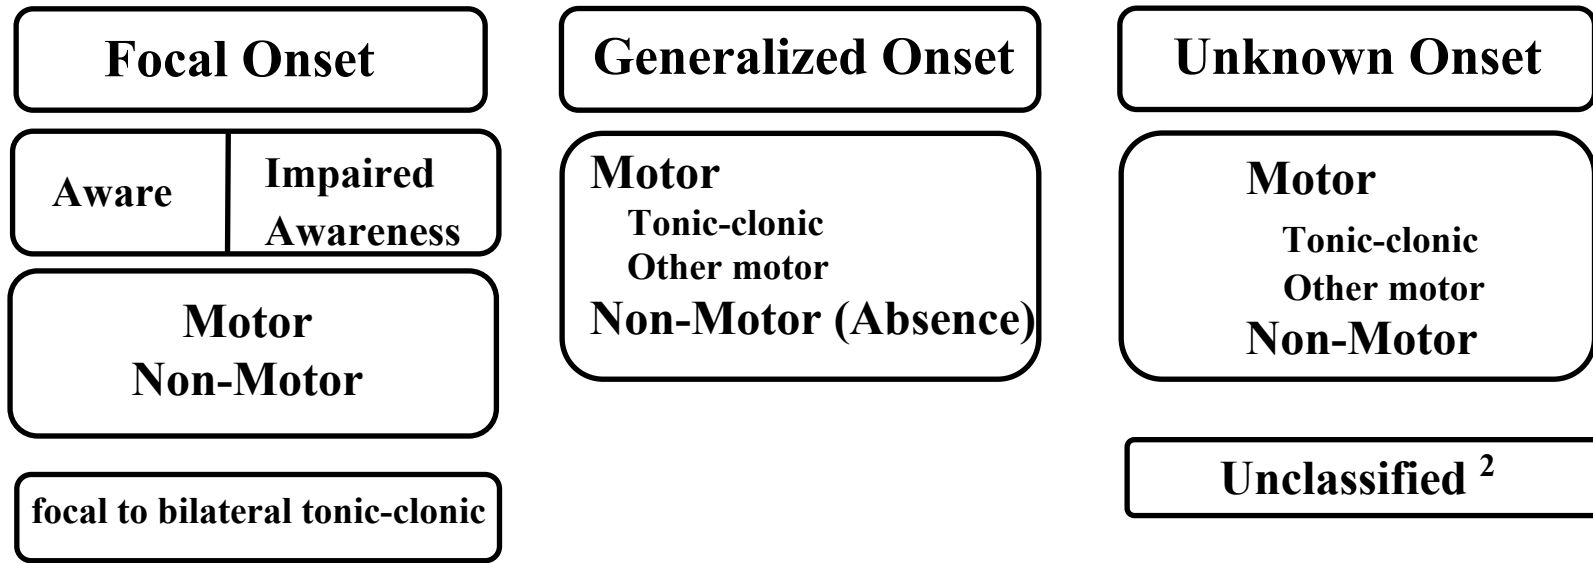 Focal Onset
Aware
Impaired
Awareness
Motor
Non-Motor
focal to bilateral tonic-clonic
Generalized Onset
Motor
Tonic-clonic
Other motor
Non-Motor (Absence)
Unknown Onset
Motor
Tonic-clonic
Other motor
Non-Motor
Unclassified ²